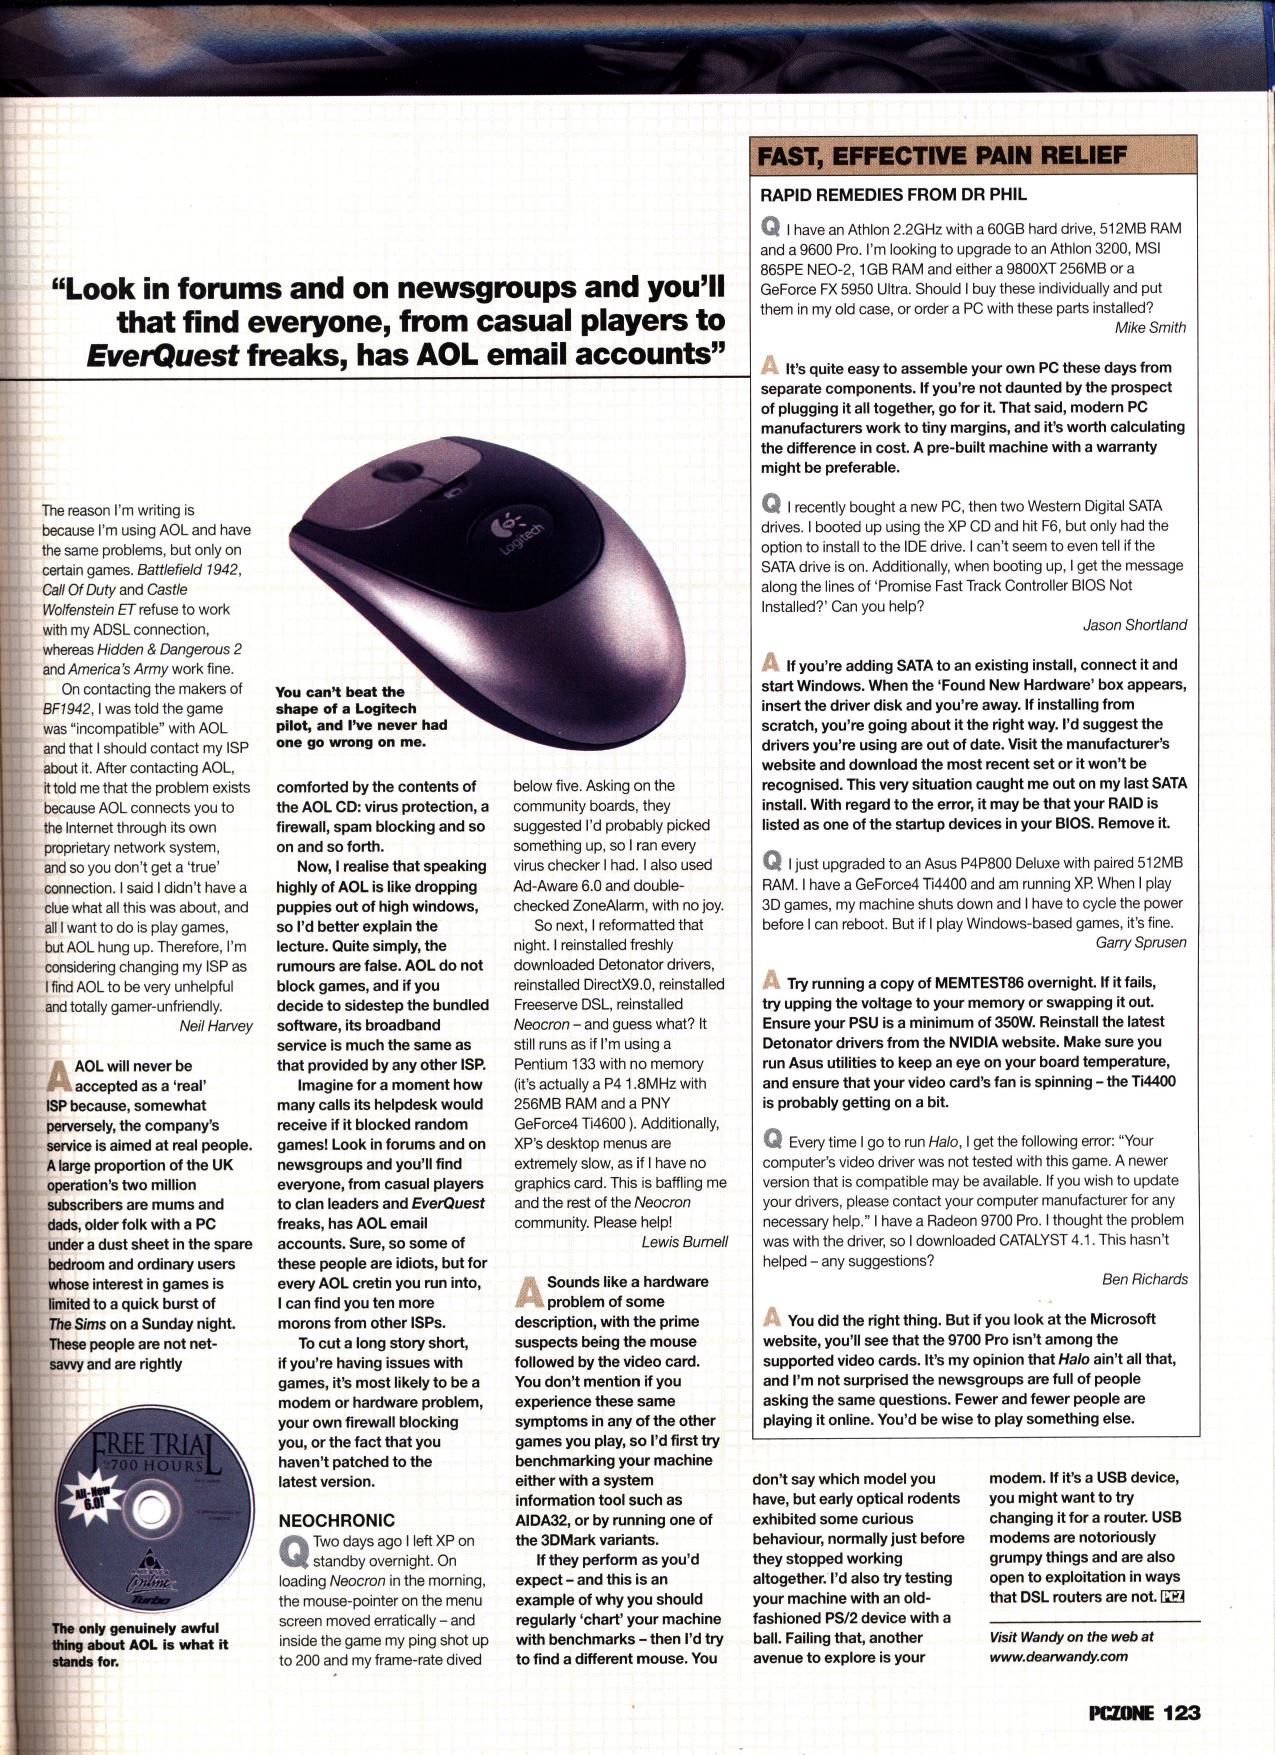 "Look in forums and on newsgroups and you'll
that find everyone, from casual players to
EverQuest freaks, has AOL email accounts"
The reason I'm writing is
because I'm using AOL and have
the same problems, but only on
certain games. Battlefield 1942,
Call Of Duty and Castle
Wolfenstein ET refuse to work
with my ADSL connection,
whereas Hidden & Dangerous 2
and America's Army work fine.
On contacting the makers of
BF1942, I was told the game
was "incompatible" with AOL
and that I should contact my ISP
about it. After contacting AOL,
it told me that the problem exists
because AOL connects you to
the Internet through its own
proprietary network system,
and so you don't get a 'true'
connection. I said I didn't have a
clue what all this was about, and
all I want to do is play games,
but AOL hung up. Therefore, I'm
considering changing my ISP as
I find AOL to be very unhelpful
and totally gamer-unfriendly.
Neil Harvey
A AOL will never be
accepted as a 'real'
ISP because, somewhat
perversely, the company's
service is aimed at real people.
A large proportion of the UK
operation's two million
subscribers are mums and
dads, older folk with a PC
under a dust sheet in the spare
bedroom and ordinary users
whose interest in games is
limited to a quick burst of
The Sims on a Sunday night.
These people are not net-
savvy and are rightly
FREE TRIAL
700 HOURS
All-New
6.0!
Online
Turbo
The only genuinely awful
thing about AOL is what it
stands for.
Logitech
You can't beat the
shape of a Logitech
pilot, and I've never had
one go wrong on me.
comforted by the contents of
the AOL CD: virus protection, a
firewall, spam blocking and so
on and so forth.
Now, I realise that speaking
highly of AOL is like dropping
puppies out of high windows,
so I'd better explain the
lecture. Quite simply, the
rumours are false. AOL do not
block games, and if you
decide to sidestep the bundled
software, its broadband
service is much the same as
that provided by any other ISP.
Imagine for a moment how
many calls its helpdesk would
receive if it blocked random
games! Look in forums and on
newsgroups and you'll find
everyone, from casual players
to clan leaders and EverQuest
freaks, has AOL email
accounts. Sure, so some of
these people are idiots, but for
every AOL cretin you run into,
I can find you ten more
morons from other ISPs.
To cut a long story short,
if you're having issues with
games, it's most likely to be a
modem or hardware problem,
your own firewall blocking
you, or the fact that you
haven't patched to the
latest version.
NEOCHRONIC
Q Two days ago I left XP on
standby overnight. On
loading Neocron in the morning,
the mouse-pointer on the menu
screen moved erratically – and
inside the game my ping shot up
to 200 and my frame-rate dived
below five. Asking on the
community boards, they
suggested I'd probably picked
something up, so I ran every
virus checker I had. I also used
Ad-Aware 6.0 and double-
checked ZoneAlarm, with no joy.
So next, I reformatted that
night. I reinstalled freshly
downloaded Detonator drivers,
reinstalled DirectX9.0, reinstalled
Freeserve DSL, reinstalled
Neocron – and guess what? It
still runs as if I'm using a
Pentium 133 with no memory
(it's actually a P4 1.8MHz with
256MB RAM and a PNY
GeForce4 Ti4600 ). Additionally,
XP's desktop menus are
extremely slow, as if I have no
graphics card. This is baffling me
and the rest of the Neocron
community. Please help!
Lewis Burnell
A Sounds like a hardware
problem of some
description, with the prime
suspects being the mouse
followed by the video card.
You don't mention if you
experience these same
symptoms in any of the other
games you play, so I'd first try
benchmarking your machine
either with a system
information tool such as
AIDA32, or by running one of
the 3DMark variants.
If they perform as you'd
expect – and this is an
example of why you should
regularly 'chart' your machine
with benchmarks – then I'd try
to find a different mouse. You
don't say which model you
have, but early optical rodents
exhibited some curious
behaviour, normally just before
they stopped working
altogether. I'd also try testing
your machine with an old-
fashioned PS/2 device with a
ball. Failing that, another
avenue to explore is your
modem. If it's a USB device,
you might want to try
changing it for a router. USB
modems are notoriously
grumpy things and are also
open to exploitation in ways
that DSL routers are not. PCZ
Visit Wandy on the web at
www.dearwandy.com
FAST, EFFECTIVE PAIN RELIEF
RAPID REMEDIES FROM DR PHIL
Q I have an Athlon 2.2GHz with a 60GB hard drive, 512MB RAM
and a 9600 Pro. I'm looking to upgrade to an Athlon 3200, MSI
865PE NEO-2, 1GB RAM and either a 9800XT 256MB or a
GeForce FX 5950 Ultra. Should I buy these individually and put
them in my old case, or order a PC with these parts installed?
Mike Smith
A It's quite easy to assemble your own PC these days from
separate components. If you're not daunted by the prospect
of plugging it all together, go for it. That said, modern PC
manufacturers work to tiny margins, and it's worth calculating
the difference in cost. A pre-built machine with a warranty
might be preferable.
Q I recently bought a new PC, then two Western Digital SATA
drives. I booted up using the XP CD and hit F6, but only had the
option to install to the IDE drive. I can't seem to even tell if the
SATA drive is on. Additionally, when booting up, I get the message
along the lines of 'Promise Fast Track Controller BIOS Not
Installed?' Can you help?
Jason Shortland
A If you're adding SATA to an existing install, connect it and
start Windows. When the 'Found New Hardware' box appears,
insert the driver disk and you're away. If installing from
scratch, you're going about it the right way. I'd suggest the
drivers you're using are out of date. Visit the manufacturer's
website and download the most recent set or it won't be
recognised. This very situation caught me out on my last SATA
install. With regard to the error, it may be that your RAID is
listed as one of the startup devices in your BIOS. Remove it.
Q I just upgraded to an Asus P4P800 Deluxe with paired 512MB
RAM. I have a GeForce4 Ti4400 and am running XP. When I play
3D games, my machine shuts down and I have to cycle the power
before I can reboot. But if I play Windows-based games, it's fine.
Garry Sprusen
A Try running a copy of MEMTEST86 overnight. If it fails,
try upping the voltage to your memory or swapping it out.
Ensure your PSU is a minimum of 350W. Reinstall the latest
Detonator drivers from the NVIDIA website. Make sure you
run Asus utilities to keep an eye on your board temperature,
and ensure that your video card's fan is spinning – the Ti4400
is probably getting on a bit.
Q Every time I go to run Halo, I get the following error: "Your
computer's video driver was not tested with this game. A newer
version that is compatible may be available. If you wish to update
your drivers, please contact your computer manufacturer for any
necessary help." I have a Radeon 9700 Pro. I thought the problem
was with the driver, so I downloaded CATALYST 4.1. This hasn't
helped – any suggestions?
Ben Richards
A You did the right thing. But if you look at the Microsoft
website, you'll see that the 9700 Pro isn't among the
supported video cards. It's my opinion that Halo ain't all that,
and I'm not surprised the newsgroups are full of people
asking the same questions. Fewer and fewer people are
playing it online. You'd be wise to play something else.
PCZONE 123